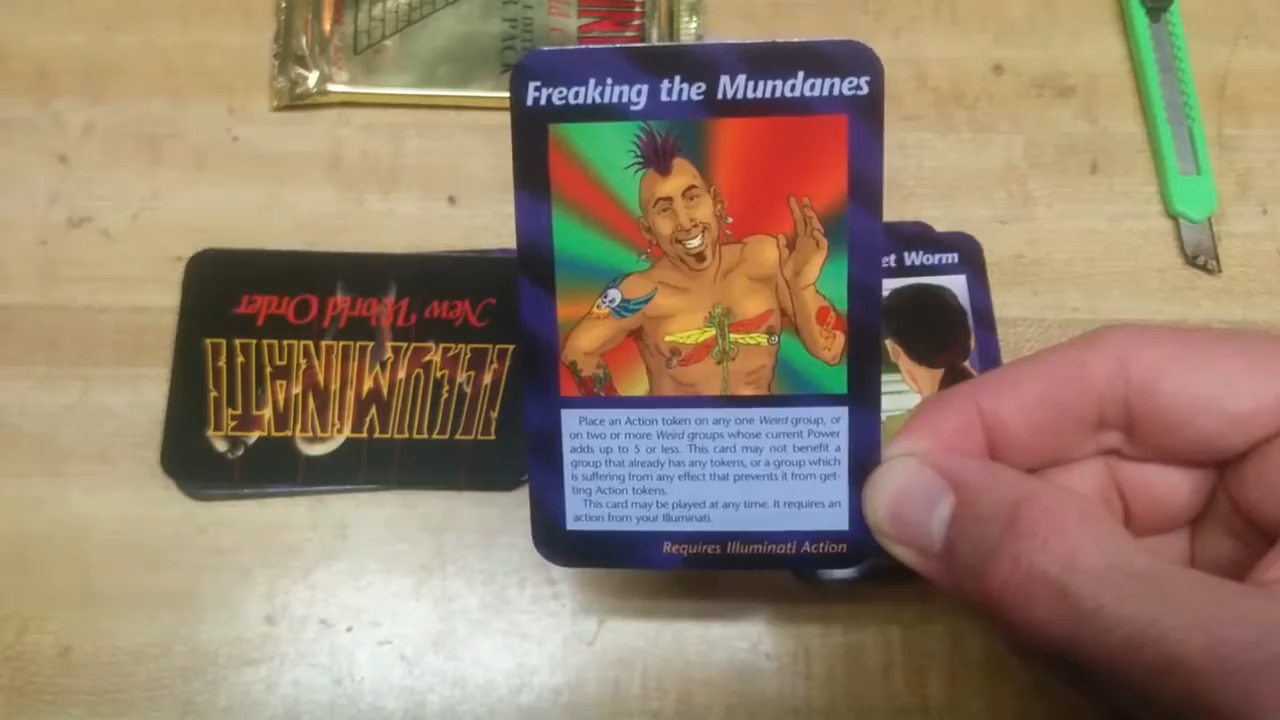 PACK
Freaking the Mundanes
et Worm
New World Order
ILLUMINATI
Place an Action token on any one Weird group, or
on two or more Weird groups whose current Power
adds up to 5 or less. This card may not benefit a
group that already has any tokens, or a group which
is suffering from any effect that prevents it from get-
ting Action tokens.
This card may be played at any time. It requires an
action from your Illuminati.
Requires Illuminati Action